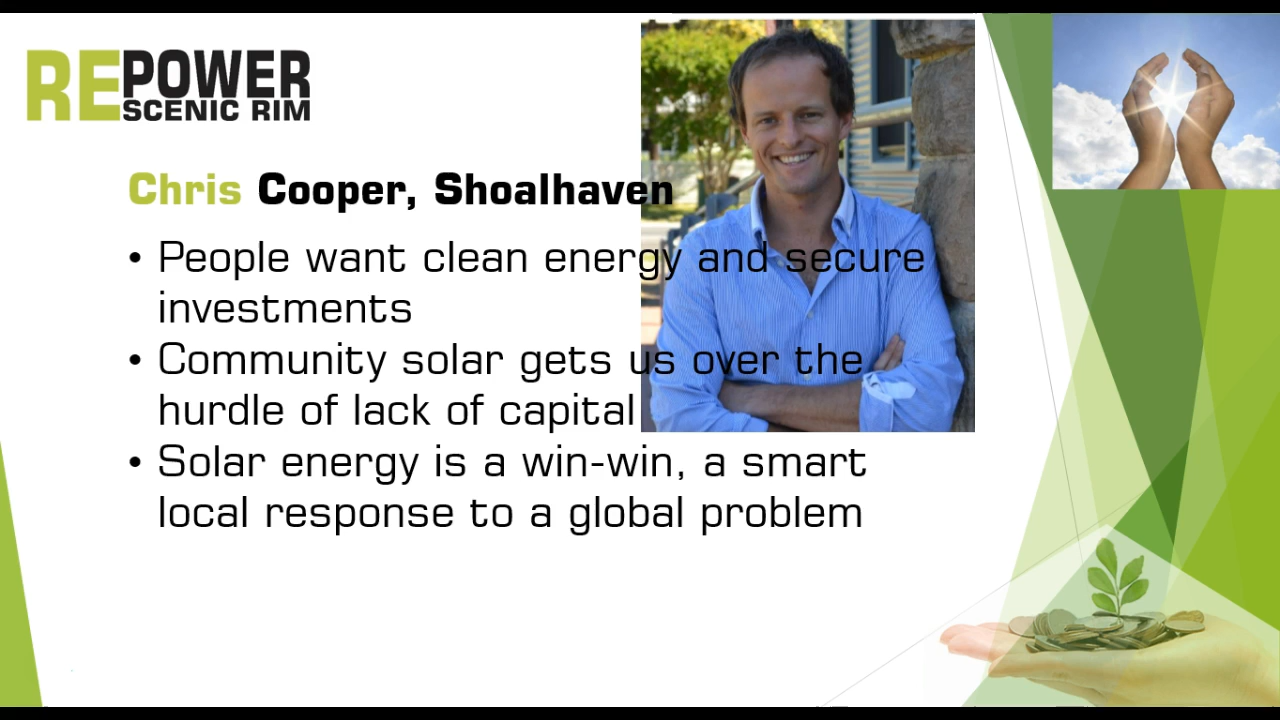 REPOWER
SCENIC RIM
Chris Cooper, Shoalhaven
• People want clean energy and secure
investments
• Community solar gets us over the
hurdle of lack of capital
• Solar energy is a win-win, a smart
local response to a global problem